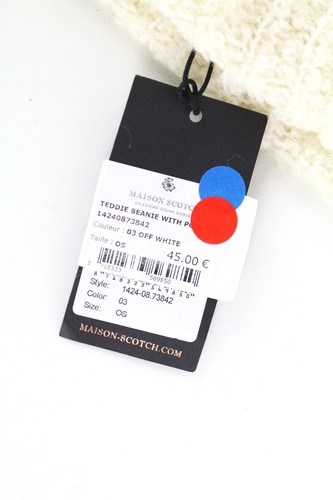 MAISON SCOTC
TEDDIE BEANIE WITH PO
14240873842
Couleur : 03 OFF WHITE
Taille : OS
45.00 €
Style: 1424-08.73842
Color: 03
Size: OS
MAISON-SCOTCH.COM